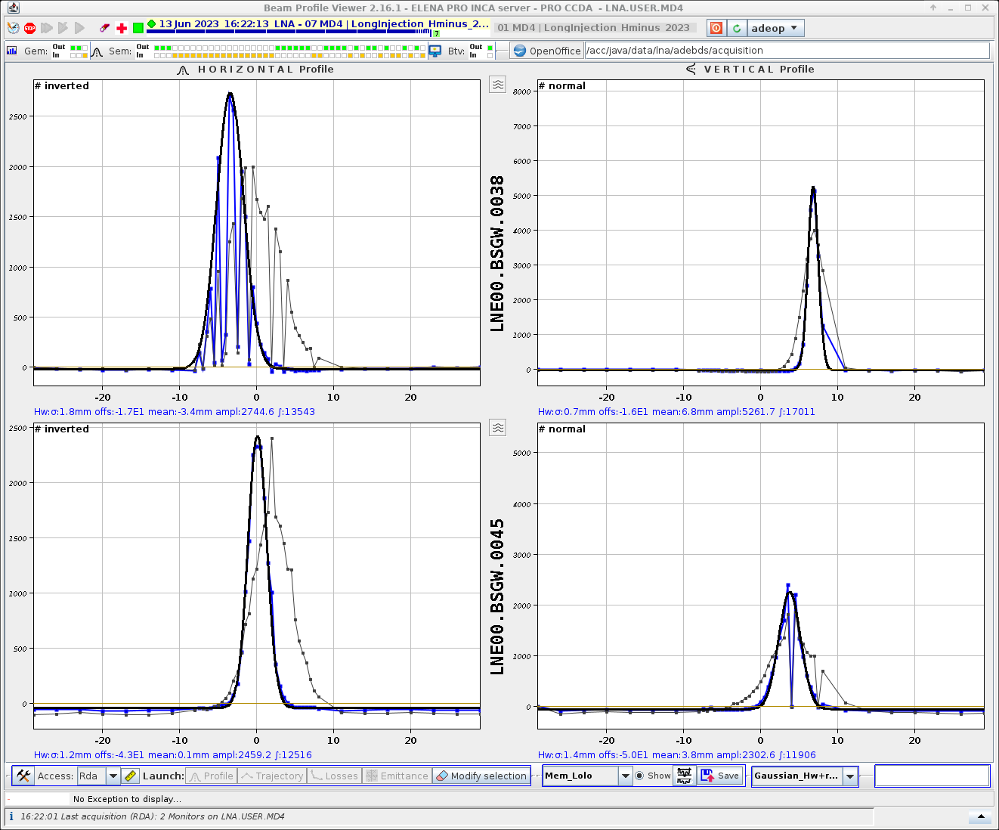 Beam Profile Viewer 2.16.1 - ELENA PRO INCA server - PRO CCDA - LNA.USER.MD4
STOP 13 Jun 2023 16:22:13 LNA - 07 MD4 | LongInjection_Hminus_2... 7 01 MD4 | LongInjection_Hminus_2023 adeop
Gem: Out In Sem: Out In Btv: Out In OpenOffice /acc/java/data/lna/adebds/acquisition
HORIZONTAL Profile VERTICAL Profile
# inverted
2500
2000
1500
1000
500
0
-20 -10 0 10 20
Hw:σ:1.8mm offs:-1.7E1 mean:-3.4mm ampl:2744.6 ∫:13543
LNE00.BSGW.0038
# normal
8000
7000
6000
5000
4000
3000
2000
1000
0
-20 -10 0 10 20
Hw:σ:0.7mm offs:-1.6E1 mean:6.8mm ampl:5261.7 ∫:17011
# inverted
2500
2000
1500
1000
500
0
-20 -10 0 10 20
Hw:σ:1.2mm offs:-4.3E1 mean:0.1mm ampl:2459.2 ∫:12516
LNE00.BSGW.0045
# normal
5000
4000
3000
2000
1000
0
-20 -10 0 10 20
Hw:σ:1.4mm offs:-5.0E1 mean:3.8mm ampl:2302.6 ∫:11906
Access: Rda Launch: Profile Trajectory Losses Emittance Modify selection Mem_Lolo Show Save Gaussian_Hw+r...
- No Exception to display...
16:22:01 Last acquisition (RDA): 2 Monitors on LNA.USER.MD4